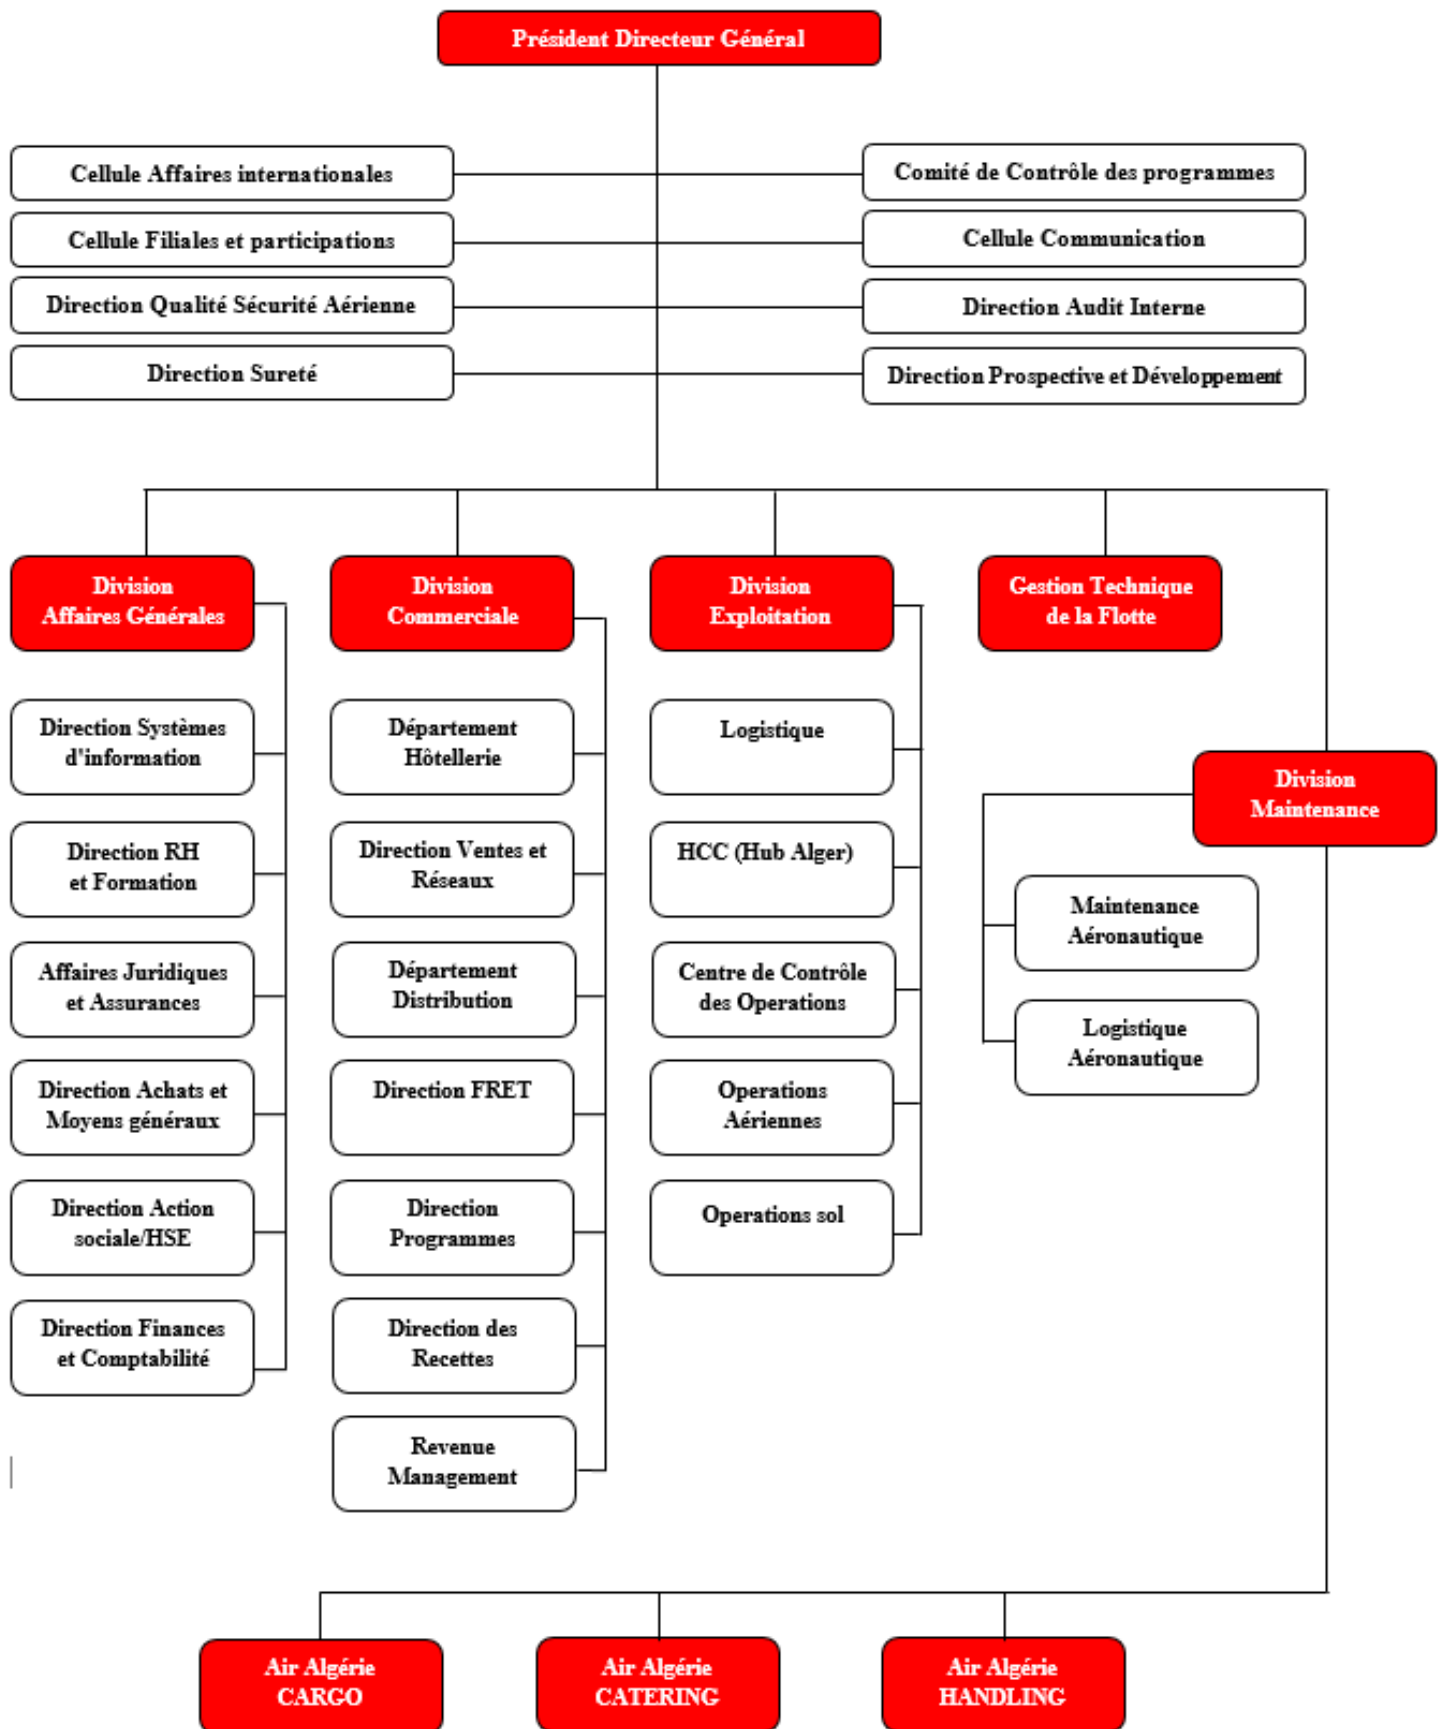 Président Directeur Général
Cellule Affaires internationales
Comité de Contrôle des programmes
Cellule Filiales et participations
Cellule Communication
Direction Qualité Sécurité Aérienne
Direction Audit Interne
Direction Sureté
Direction Prospective et Développement
Division
Affaires Générales
Division
Commerciale
Division
Exploitation
Gestion Technique
de la Flotte
Direction Systèmes
d'information
Direction RH
et Formation
Affaires Juridiques
et Assurances
Direction Achats et
Moyens généraux
Direction Action
sociale/HSE
Direction Finances
et Comptabilité
Département
Hôtellerie
Direction Ventes et
Réseaux
Département
Distribution
Direction FRET
Direction
Programmes
Direction des
Recettes
Revenue
Management
Logistique
HCC (Hub Alger)
Centre de Contrôle
des Operations
Operations
Aériennes
Operations sol
Division
Maintenance
Maintenance
Aéronautique
Logistique
Aéronautique
Air Algérie
CARGO
Air Algérie
CATERING
Air Algérie
HANDLING